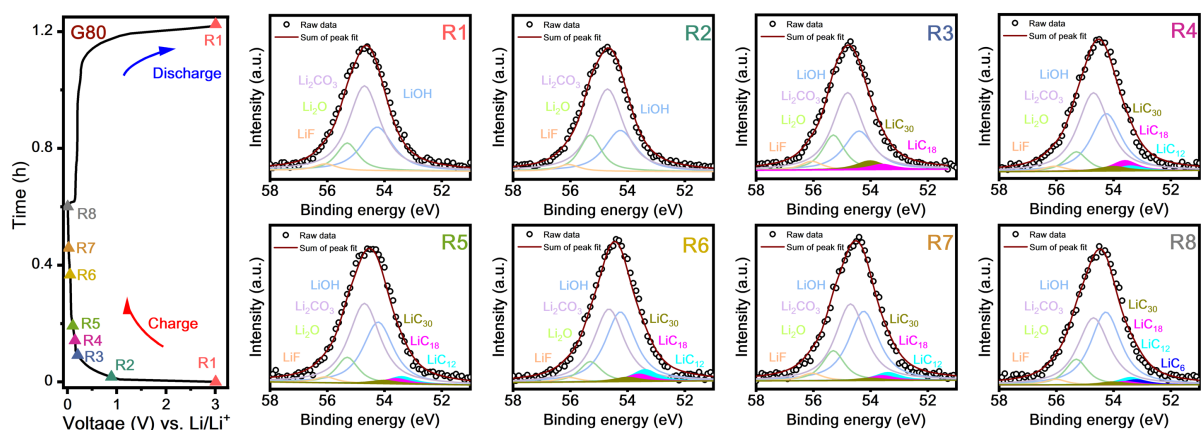 G80
R1
Discharge
R8
R7
R6
R5
R4
R3
R2
Charge
R1
Time (h)
1.2
0.8
0.4
0
0 1 2 3
Voltage (V) vs. Li/Li⁺
Raw data
Sum of peak fit
R1
Li₂CO₃
Li₂O
LiF
LiOH
Intensity (a.u.)
58 56 54 52
Binding energy (eV)
Raw data
Sum of peak fit
R2
Li₂CO₃
Li₂O
LiF
LiOH
Intensity (a.u.)
58 56 54 52
Binding energy (eV)
Raw data
Sum of peak fit
R3
LiOH
Li₂CO₃
Li₂O
LiF
LiC₃₀
LiC₁₈
Intensity (a.u.)
58 56 54 52
Binding energy (eV)
Raw data
Sum of peak fit
R4
LiOH
Li₂CO₃
Li₂O
LiF
LiC₃₀
LiC₁₈
LiC₁₂
Intensity (a.u.)
58 56 54 52
Binding energy (eV)
Raw data
Sum of peak fit
R5
LiOH
Li₂CO₃
Li₂O
LiF
LiC₃₀
LiC₁₈
LiC₁₂
Intensity (a.u.)
58 56 54 52
Binding energy (eV)
Raw data
Sum of peak fit
R6
LiOH
Li₂CO₃
Li₂O
LiF
LiC₃₀
LiC₁₈
LiC₁₂
Intensity (a.u.)
58 56 54 52
Binding energy (eV)
Raw data
Sum of peak fit
R7
LiOH
Li₂CO₃
Li₂O
LiF
LiC₃₀
LiC₁₈
LiC₁₂
Intensity (a.u.)
58 56 54 52
Binding energy (eV)
Raw data
Sum of peak fit
R8
LiOH
Li₂CO₃
Li₂O
LiF
LiC₃₀
LiC₁₈
LiC₁₂
LiC₆
Intensity (a.u.)
58 56 54 52
Binding energy (eV)